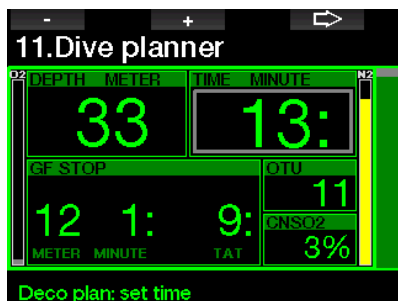 - +
11.Dive planner
O2 DEPTH METER TIME MINUTE N2
33 13:
GF STOP OTU
11
12 1: 9: CNSO2
METER MINUTE TAT 3%
Deco plan: set time